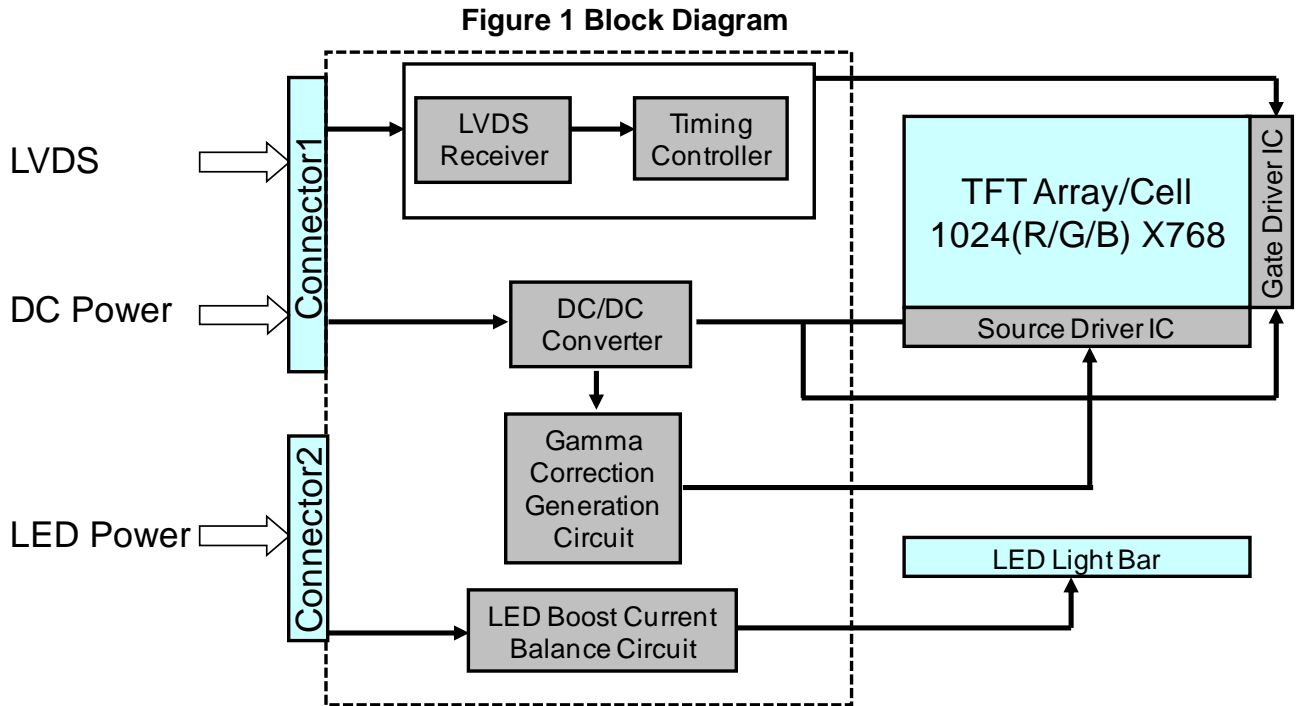 Figure 1 Block Diagram
LVDS
DC Power
LED Power
Connector1
Connector2
LVDS
Receiver
Timing
Controller
DC/DC
Converter
Gamma
Correction
Generation
Circuit
LED Boost Current
Balance Circuit
TFT Array/Cell
1024(R/G/B) X768
Gate Driver IC
Source Driver IC
LED Light Bar